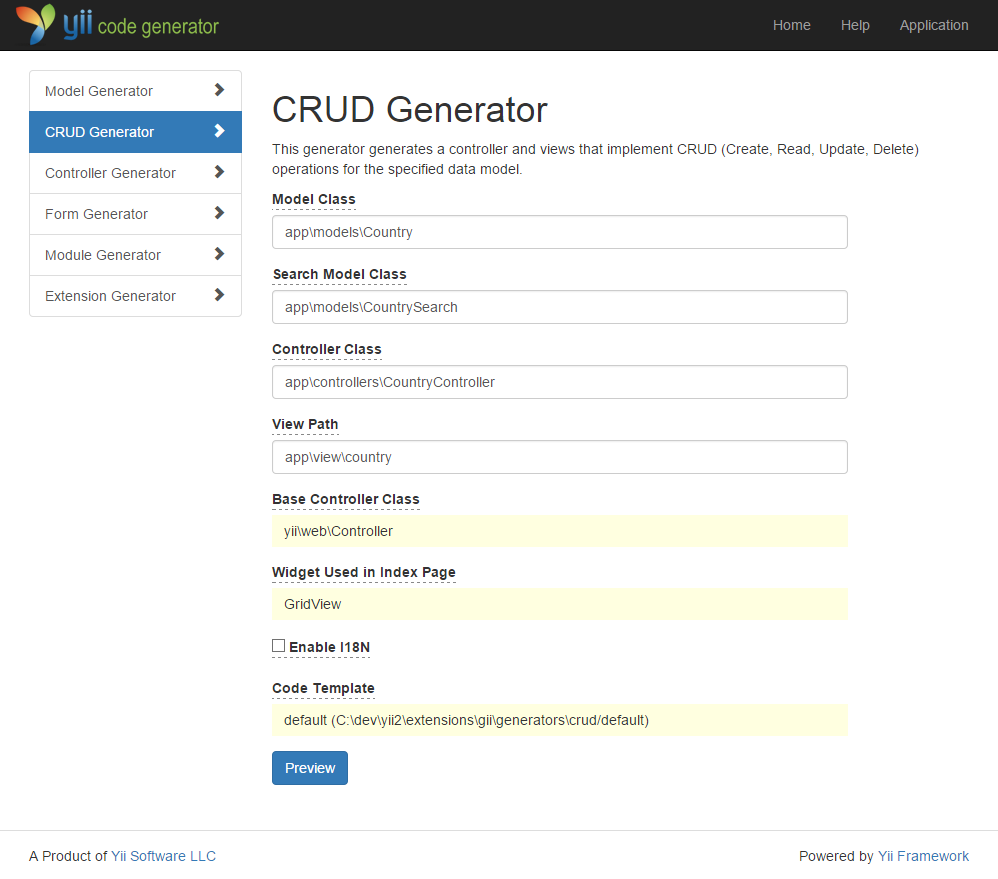 yii code generator
Home
Help
Application
Model Generator
CRUD Generator
Controller Generator
Form Generator
Module Generator
Extension Generator
CRUD Generator
This generator generates a controller and views that implement CRUD (Create, Read, Update, Delete)
operations for the specified data model.
Model Class
app\models\Country
Search Model Class
app\models\CountrySearch
Controller Class
app\controllers\CountryController
View Path
app\view\country
Base Controller Class
yii\web\Controller
Widget Used in Index Page
GridView
Enable I18N
Code Template
default (C:\dev\yii2\extensions\gii\generators\crud/default)
Preview
A Product of Yii Software LLC
Powered by Yii Framework